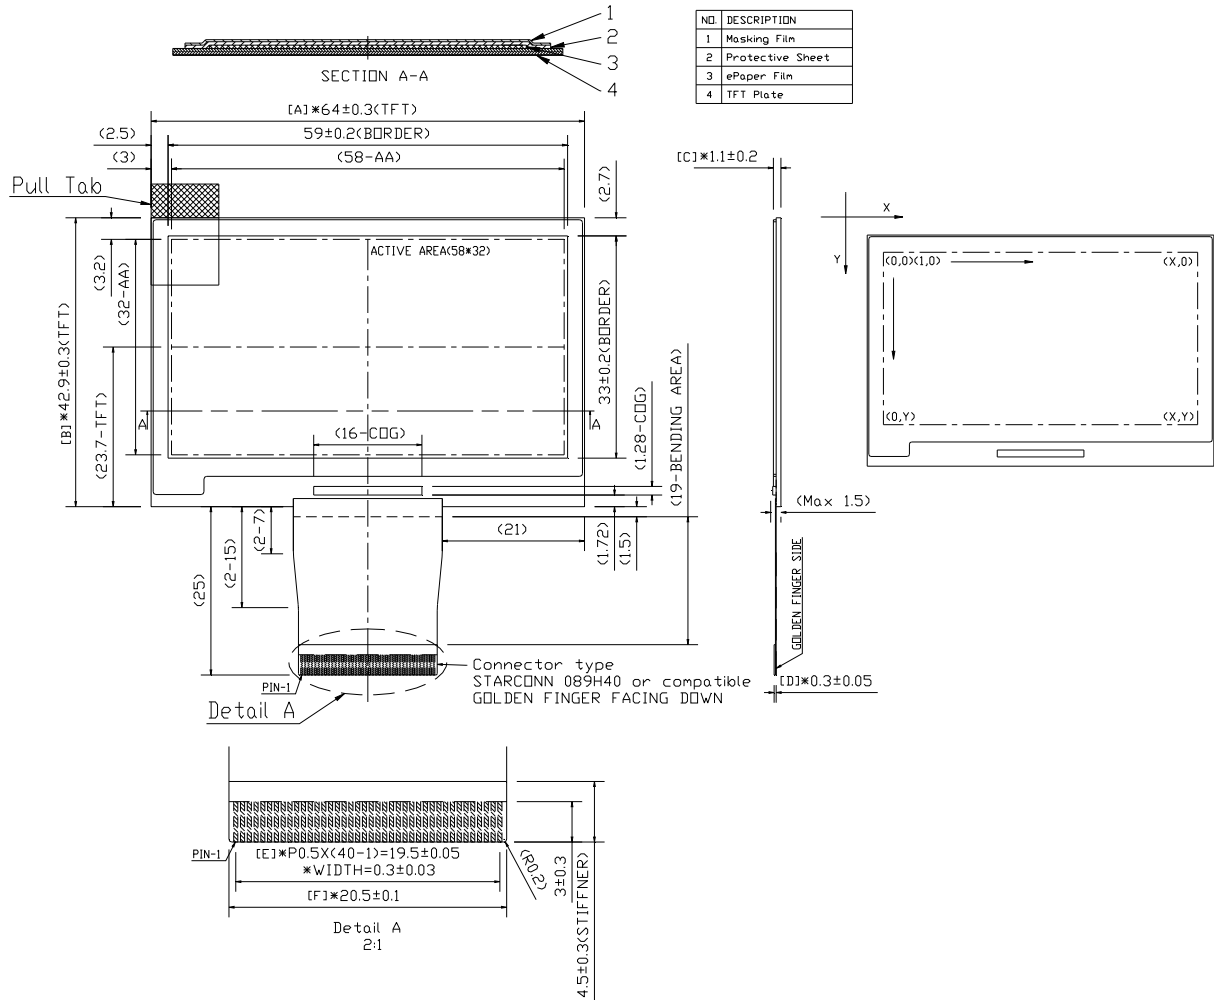 1
2
3
4
SECTION A-A
NO. DESCRIPTION
1 Masking Film
2 Protective Sheet
3 ePaper Film
4 TFT Plate
[A]*64±0.3(TFT)
(2.5)
59±0.2(BORDER)
(3)
(58-AA)
(2.7)
[C]*1.1±0.2
Pull Tab
X
Y
ACTIVE AREA(58*32)
(0,0)(1,0)
(X,0)
(3.2)
(32-AA)
[B]*42.9±0.3(TFT)
(23.7-TFT)
33±0.2(BORDER)
(19-BENDING AREA)
(1.28-COG)
A
A
(16-COG)
(0,Y)
(X,Y)
(Max 1.5)
(2-7)
(2-15)
(25)
(21)
(1.72)
(1.5)
GOLDEN FINGER SIDE
Connector type
STARCONN 089H40 or compatible
GOLDEN FINGER FACING DOWN
[D]*0.3±0.05
PIN-1
Detail A
PIN-1
[E]*P0.5X(40-1)=19.5±0.05
*WIDTH=0.3±0.03
(R0.2)
3±0.3
4.5±0.3(STIFFNER)
[F]*20.5±0.1
Detail A
2:1